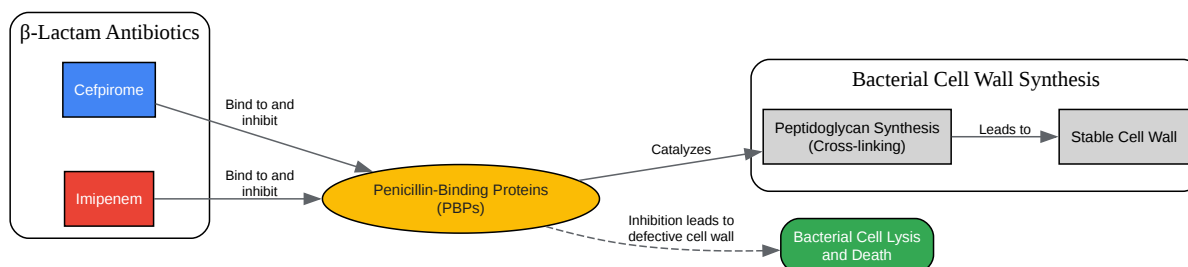 β-Lactam Antibiotics
Cefpirome
Imipenem
Bind to and
inhibit
Bind to and
inhibit
Penicillin-Binding Proteins
(PBPs)
Catalyzes
Inhibition leads to
defective cell wall
Bacterial Cell Wall Synthesis
Peptidoglycan Synthesis
(Cross-linking)
Leads to
Stable Cell Wall
Bacterial Cell Lysis
and Death